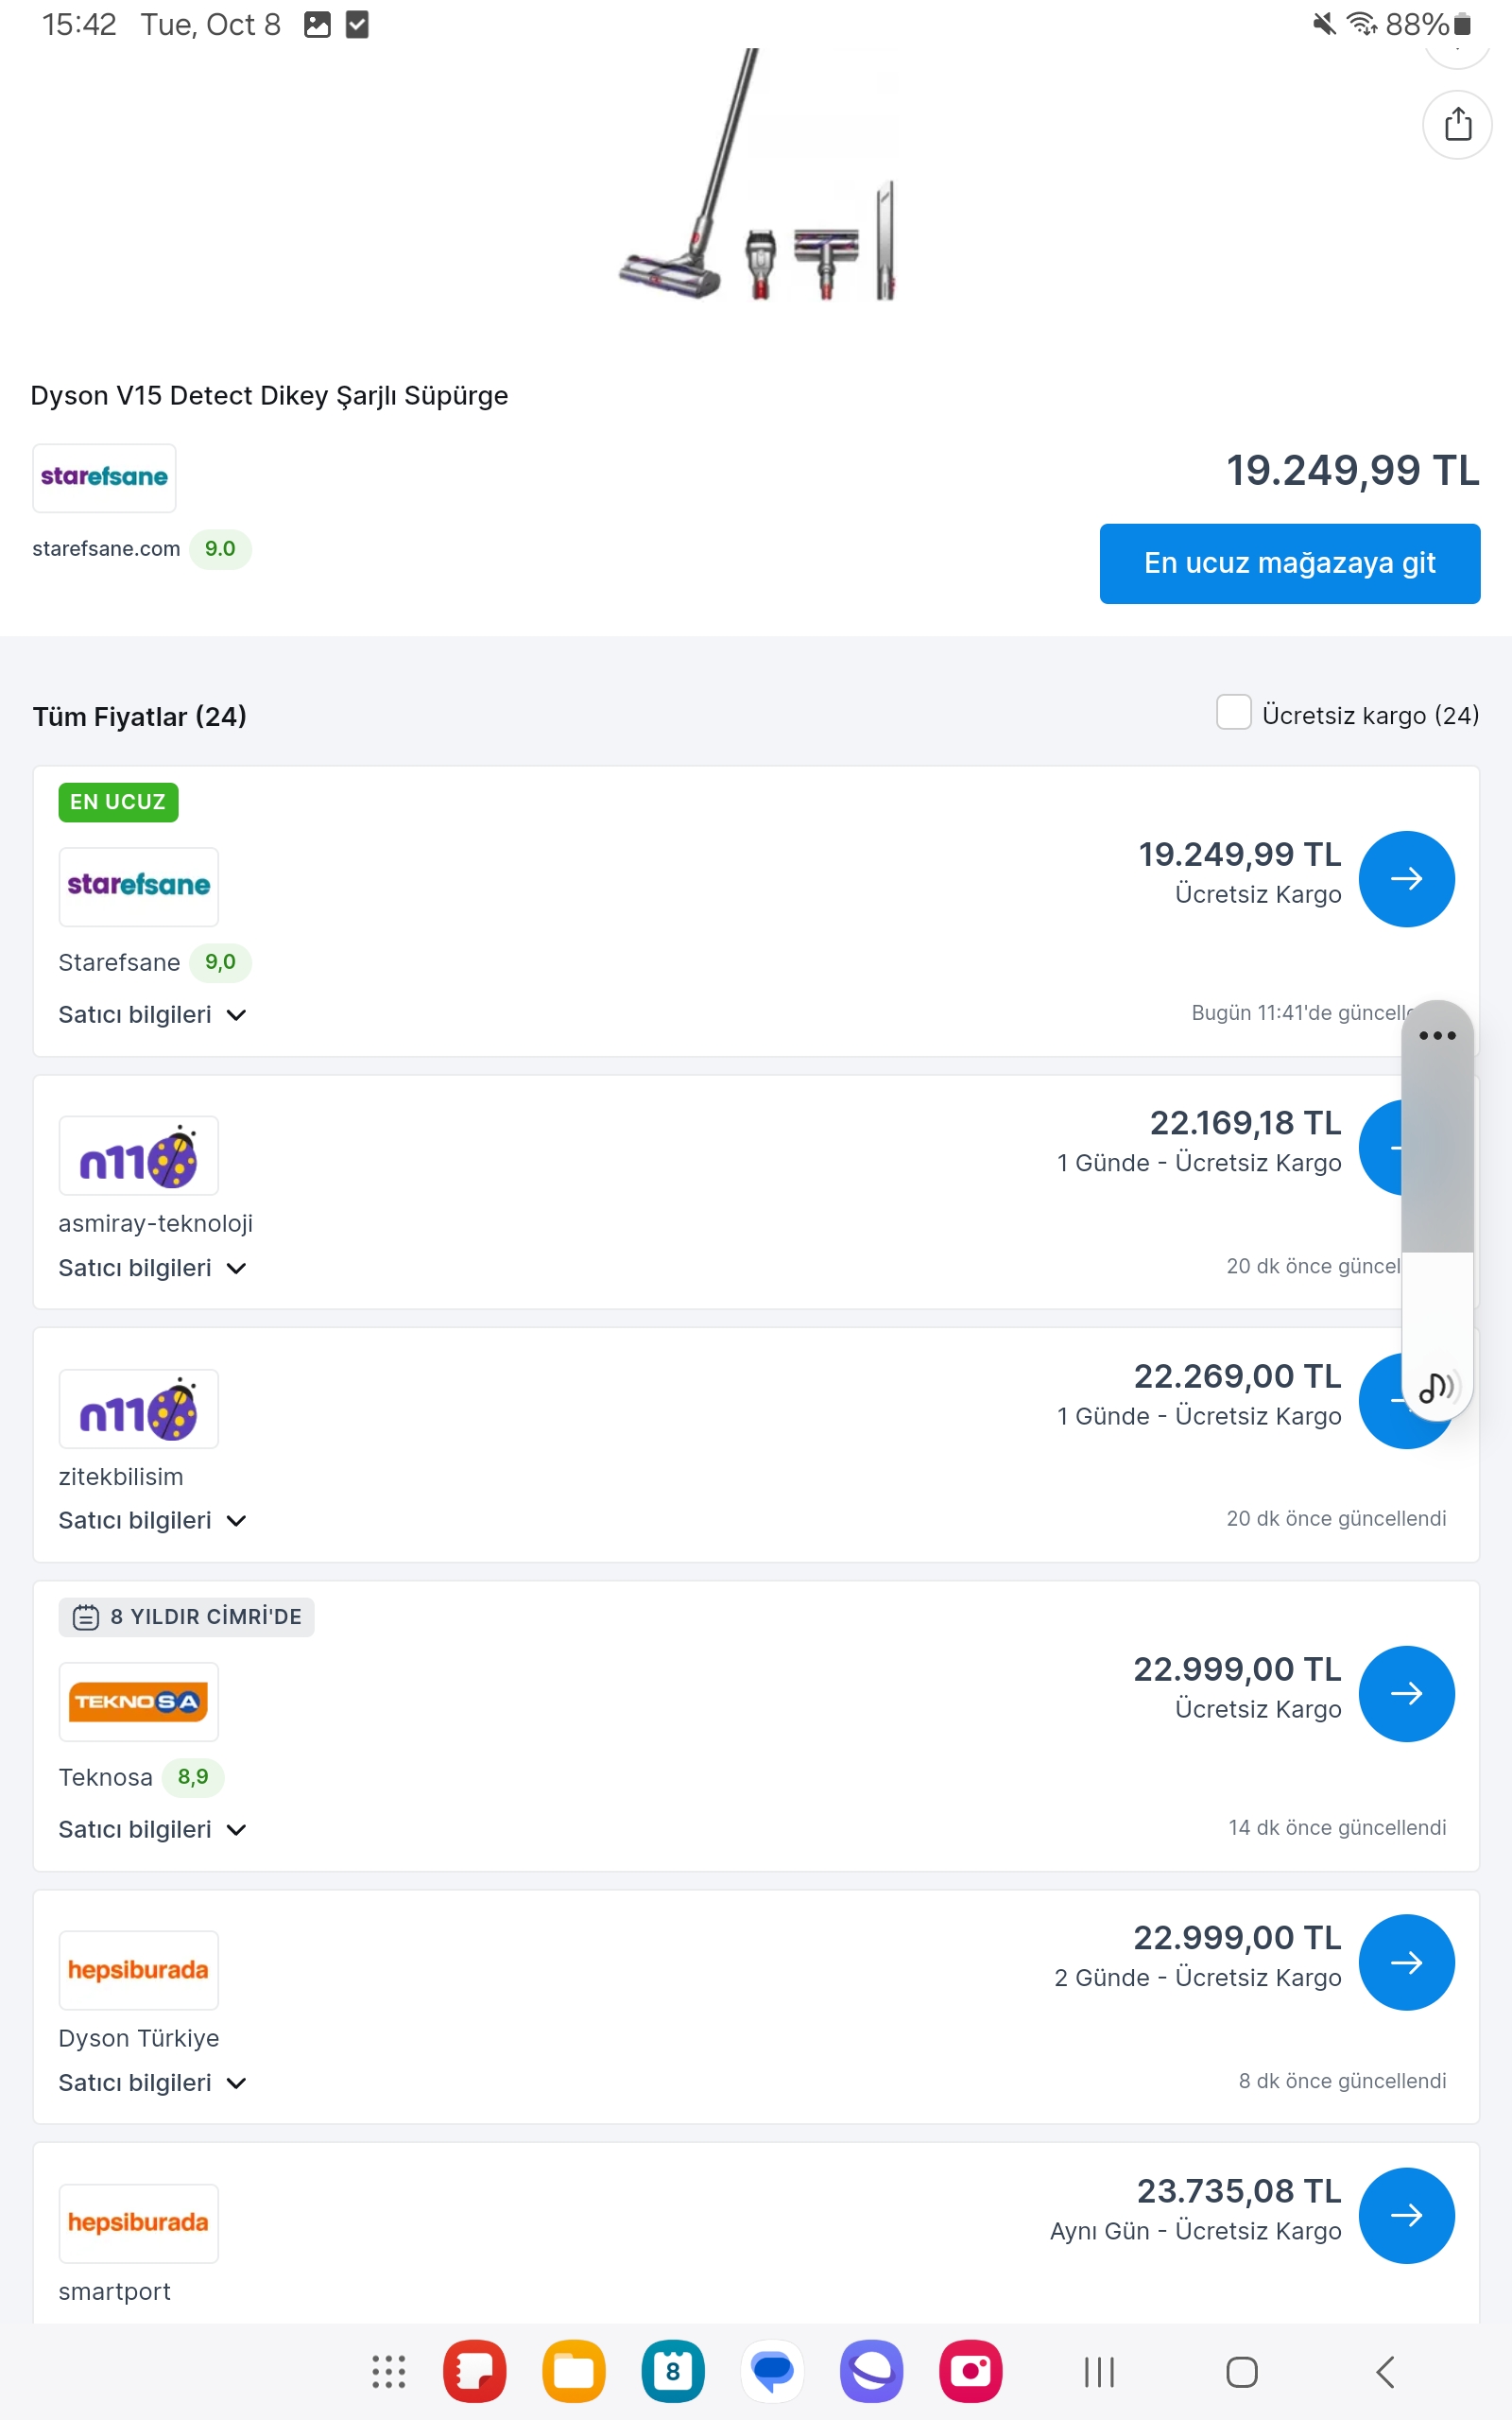 15:42 Tue, Oct 8
88%
Dyson V15 Detect Dikey Şarjlı Süpürge
starefsane
19.249,99 TL
starefsane.com 9.0
En ucuz mağazaya git
Tüm Fiyatlar (24)
Ücretsiz kargo (24)
EN UCUZ
starefsane
19.249,99 TL
Ücretsiz Kargo
Starefsane 9,0
Satıcı bilgileri
Bugün 11:41'de
n11
22.169,18 TL
1 Günde - Ücretsiz Kargo
asmiray-teknoloji
Satıcı bilgileri
20 dk önce
n11
22.269,00 TL
1 Günde - Ücretsiz Kargo
zitekbilisim
Satıcı bilgileri
20 dk önce güncellendi
8 YILDIR CİMRİ'DE
TEKNOSA
22.999,00 TL
Ücretsiz Kargo
Teknosa 8,9
Satıcı bilgileri
14 dk önce güncellendi
hepsiburada
22.999,00 TL
2 Günde - Ücretsiz Kargo
Dyson Türkiye
Satıcı bilgileri
8 dk önce güncellendi
hepsiburada
23.735,08 TL
Aynı Gün - Ücretsiz Kargo
smartport
8